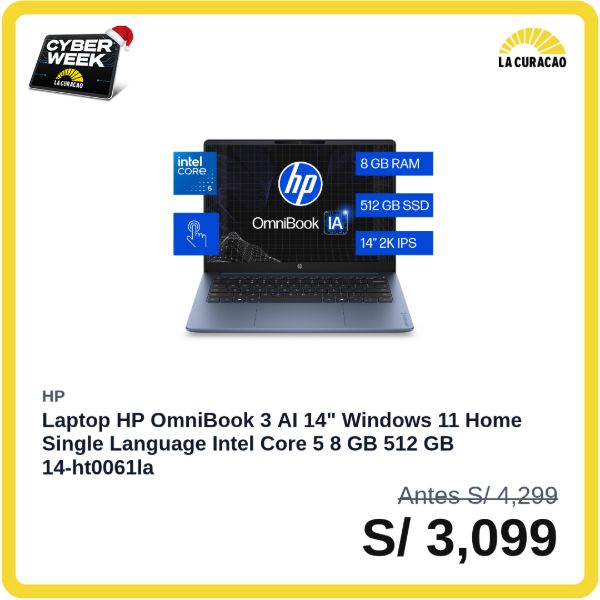 CYBER
WEEK
LA CURACAO
LA CURACAO
intel
CORE 5
8 GB RAM
hp
512 GB SSD
OmniBook IA
14” 2K IPS
HP
Laptop HP OmniBook 3 AI 14" Windows 11 Home
Single Language Intel Core 5 8 GB 512 GB
14-ht0061la
Antes S/ 4,299
S/ 3,099